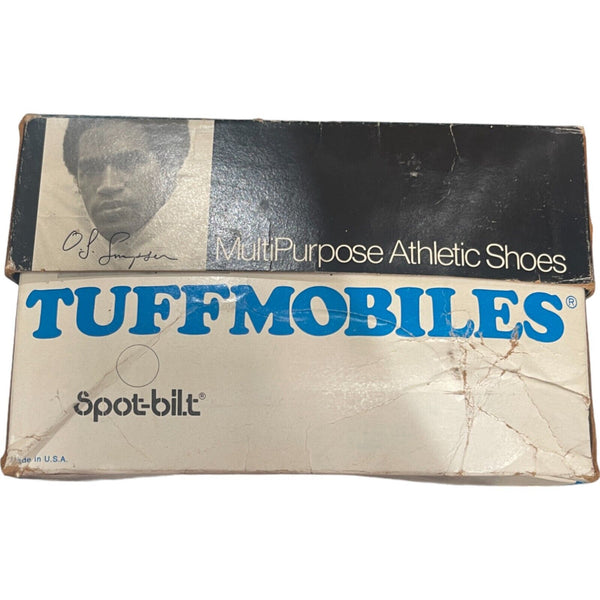 O.J. Simpson
MultiPurpose Athletic Shoes
TUFFMOBILES®
Spot-bilt®
Made in U.S.A.